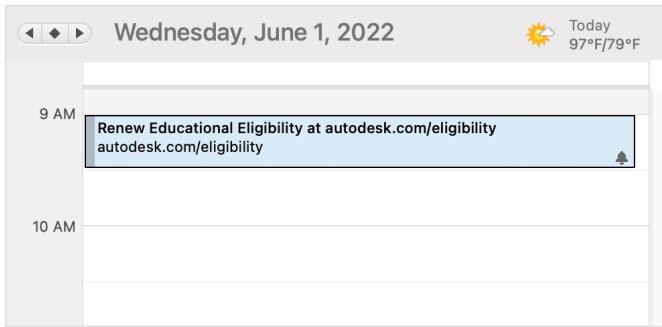 Wednesday, June 1, 2022
Today
97°F/79°F
9 AM
Renew Educational Eligibility at autodesk.com/eligibility
autodesk.com/eligibility
10 AM